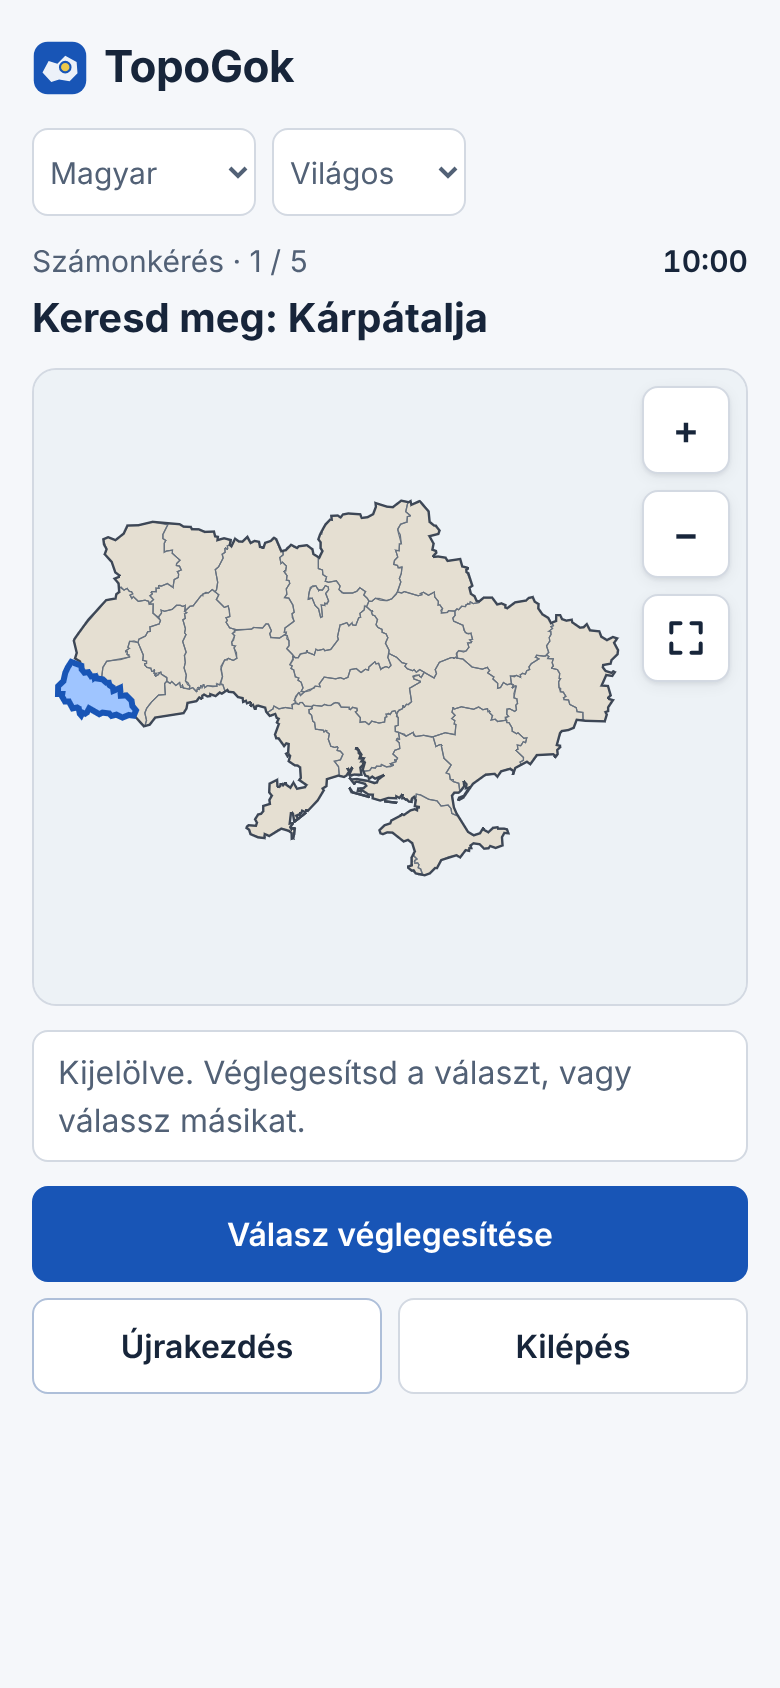 TopoGok
Magyar
Világos
Számonkérés · 1 / 5
10:00
Keresd meg: Kárpátalja
+
−
Kijelölve. Véglegesítsd a választ, vagy
válassz másikat.
Válasz véglegesítése
Újrakezdés
Kilépés